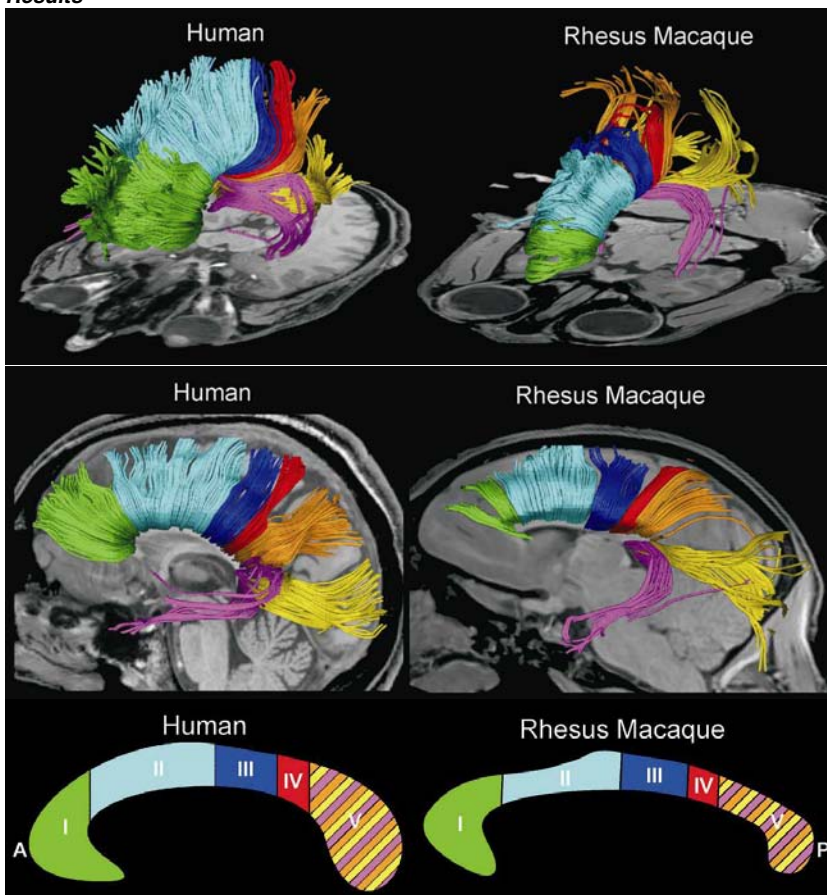 Results
Human Rhesus Macaque
Human Rhesus Macaque
Human Rhesus Macaque
I II III IV V I II III IV V
A P